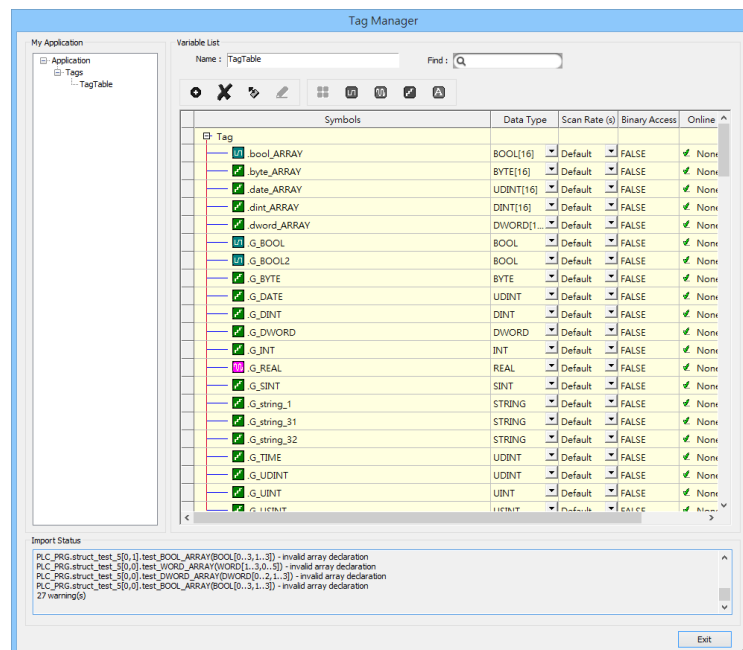 Tag Manager
My Application
Application
Tags
TagTable
Variable List
Name : TagTable Find :
Symbols Data Type Scan Rate (s) Binary Access Online
Tag
.bool_ARRAY BOOL[16] Default FALSE None
.byte_ARRAY BYTE[16] Default FALSE None
.date_ARRAY UDINT[16] Default FALSE None
.dint_ARRAY DINT[16] Default FALSE None
.dword_ARRAY DWORD[1... Default FALSE None
.G_BOOL BOOL Default FALSE None
.G_BOOL2 BOOL Default FALSE None
.G_BYTE BYTE Default FALSE None
.G_DATE UDINT Default FALSE None
.G_DINT DINT Default FALSE None
.G_DWORD DWORD Default FALSE None
.G_INT INT Default FALSE None
.G_REAL REAL Default FALSE None
.G_SINT SINT Default FALSE None
.G_string_1 STRING Default FALSE None
.G_string_31 STRING Default FALSE None
.G_string_32 STRING Default FALSE None
.G_TIME UDINT Default FALSE None
.G_UDINT UDINT Default FALSE None
.G_UINT UINT Default FALSE None
.G_USINT USINT Default FALSE None
Import Status
PLC_PRG.struct_test_5[0,1].test_BOOL_ARRAY(BOOL[0..3,1..3]) - invalid array declaration
PLC_PRG.struct_test_5[0,0].test_WORD_ARRAY(WORD[1..3,0..5]) - invalid array declaration
PLC_PRG.struct_test_5[0,0].test_DWORD_ARRAY(DWORD[0..2,1..3]) - invalid array declaration
PLC_PRG.struct_test_5[0,0].test_BOOL_ARRAY(BOOL[0..3,1..3]) - invalid array declaration
27 warning(s)
Exit